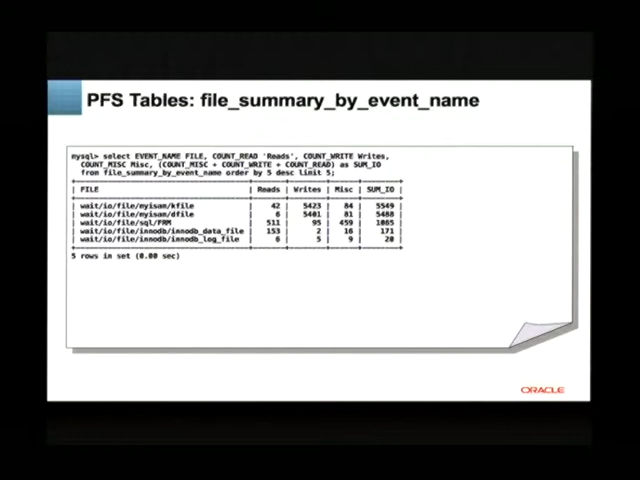 PFS Tables: file_summary_by_event_name
mysql> select EVENT_NAME FILE, COUNT_READ 'Reads', COUNT_WRITE Writes,
COUNT_MISC Misc, (COUNT_MISC + COUNT_WRITE + COUNT_READ) as SUM_IO
from file_summary_by_event_name order by 5 desc limit 5;
| FILE | Reads | Writes | Misc | SUM_IO |
| wait/io/file/myisam/kfile | 42 | 5423 | 84 | 5549 |
| wait/io/file/myisam/dfile | 6 | 5401 | 81 | 5488 |
| wait/io/file/sql/FRM | 511 | 95 | 459 | 1065 |
| wait/io/file/innodb/innodb_data_file | 153 | 2 | 16 | 171 |
| wait/io/file/innodb/innodb_log_file | 6 | 5 | 9 | 20 |
5 rows in set (0.00 sec)
ORACLE